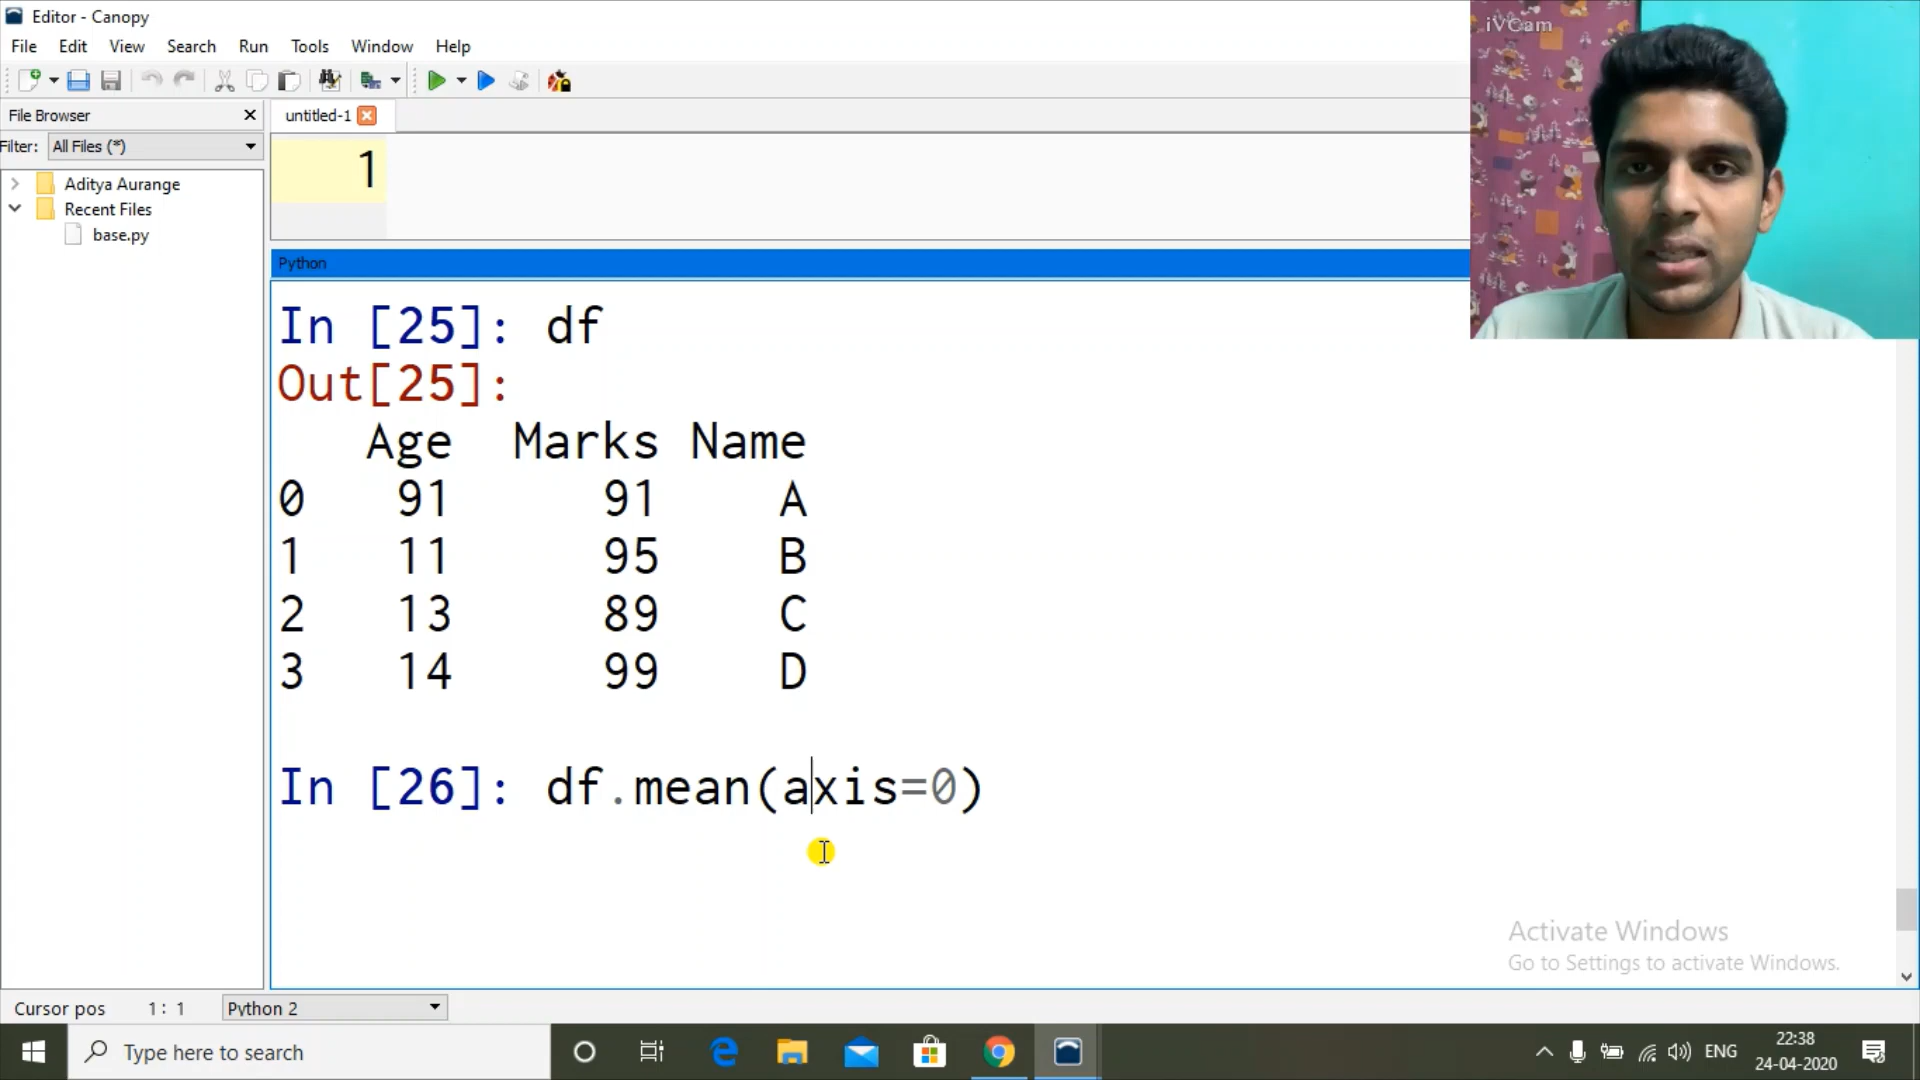 Editor - Canopy
File Edit View Search Run Tools Window Help
iVCam
File Browser
untitled-1
Filter: All Files (*)
1
Aditya Aurange
Recent Files
base.py
Python
In [25]: df
Out[25]:
Age Marks Name
0 91 91 A
1 11 95 B
2 13 89 C
3 14 99 D
In [26]: df.mean(axis=0)
Activate Windows
Go to Settings to activate Windows.
Cursor pos 1: 1 Python 2
Type here to search
ENG
22:38
24-04-2020